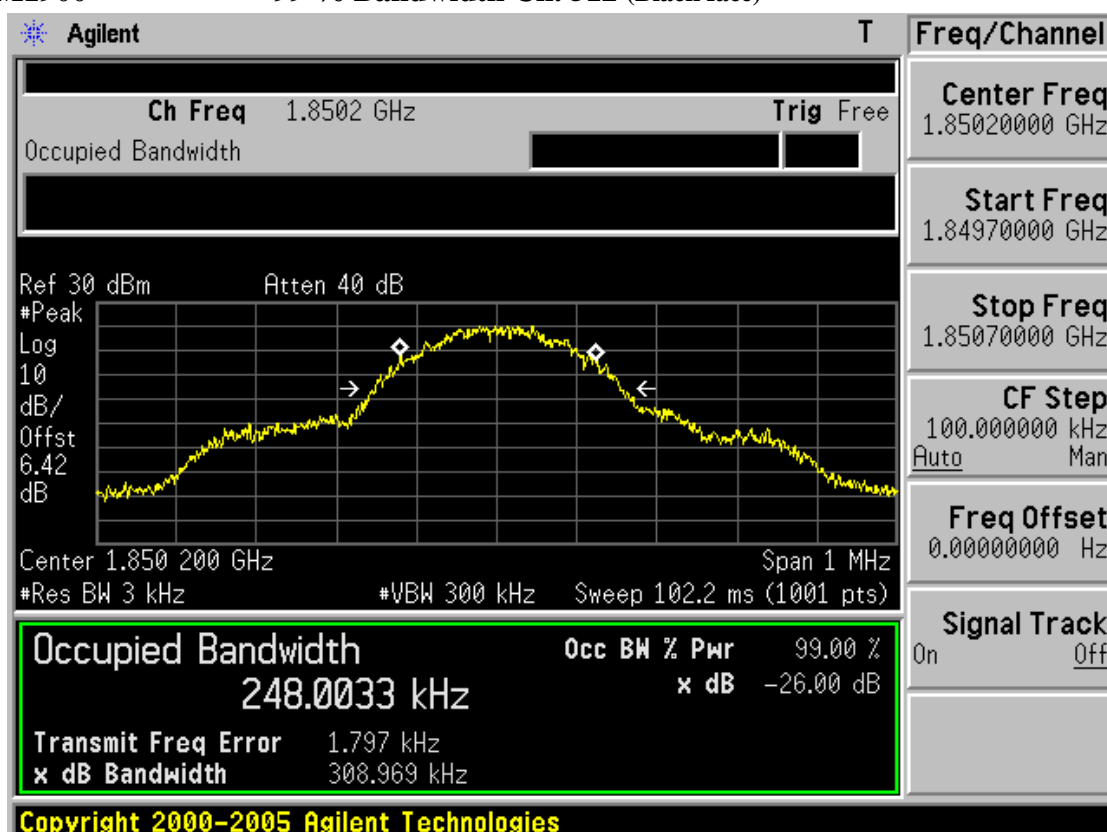 99 % Bandwidth
Agilent T
Freq/Channel
Ch Freq 1.8502 GHz Trig Free
Occupied Bandwidth
Center Freq
1.85020000 GHz
Start Freq
1.84970000 GHz
Stop Freq
1.85070000 GHz
CF Step
100.000000 kHz
Auto Man
Freq Offset
0.00000000 Hz
Signal Track
On Off
Ref 30 dBm Atten 40 dB
#Peak
Log
10
dB/
Offst
6.42
dB
Center 1.850 200 GHz Span 1 MHz
#Res BW 3 kHz #VBW 300 kHz Sweep 102.2 ms (1001 pts)
Occupied Bandwidth Occ BW % Pwr 99.00 %
248.0033 kHz x dB -26.00 dB
Transmit Freq Error 1.797 kHz
x dB Bandwidth 308.969 kHz
Copyright 2000-2005 Agilent Technologies